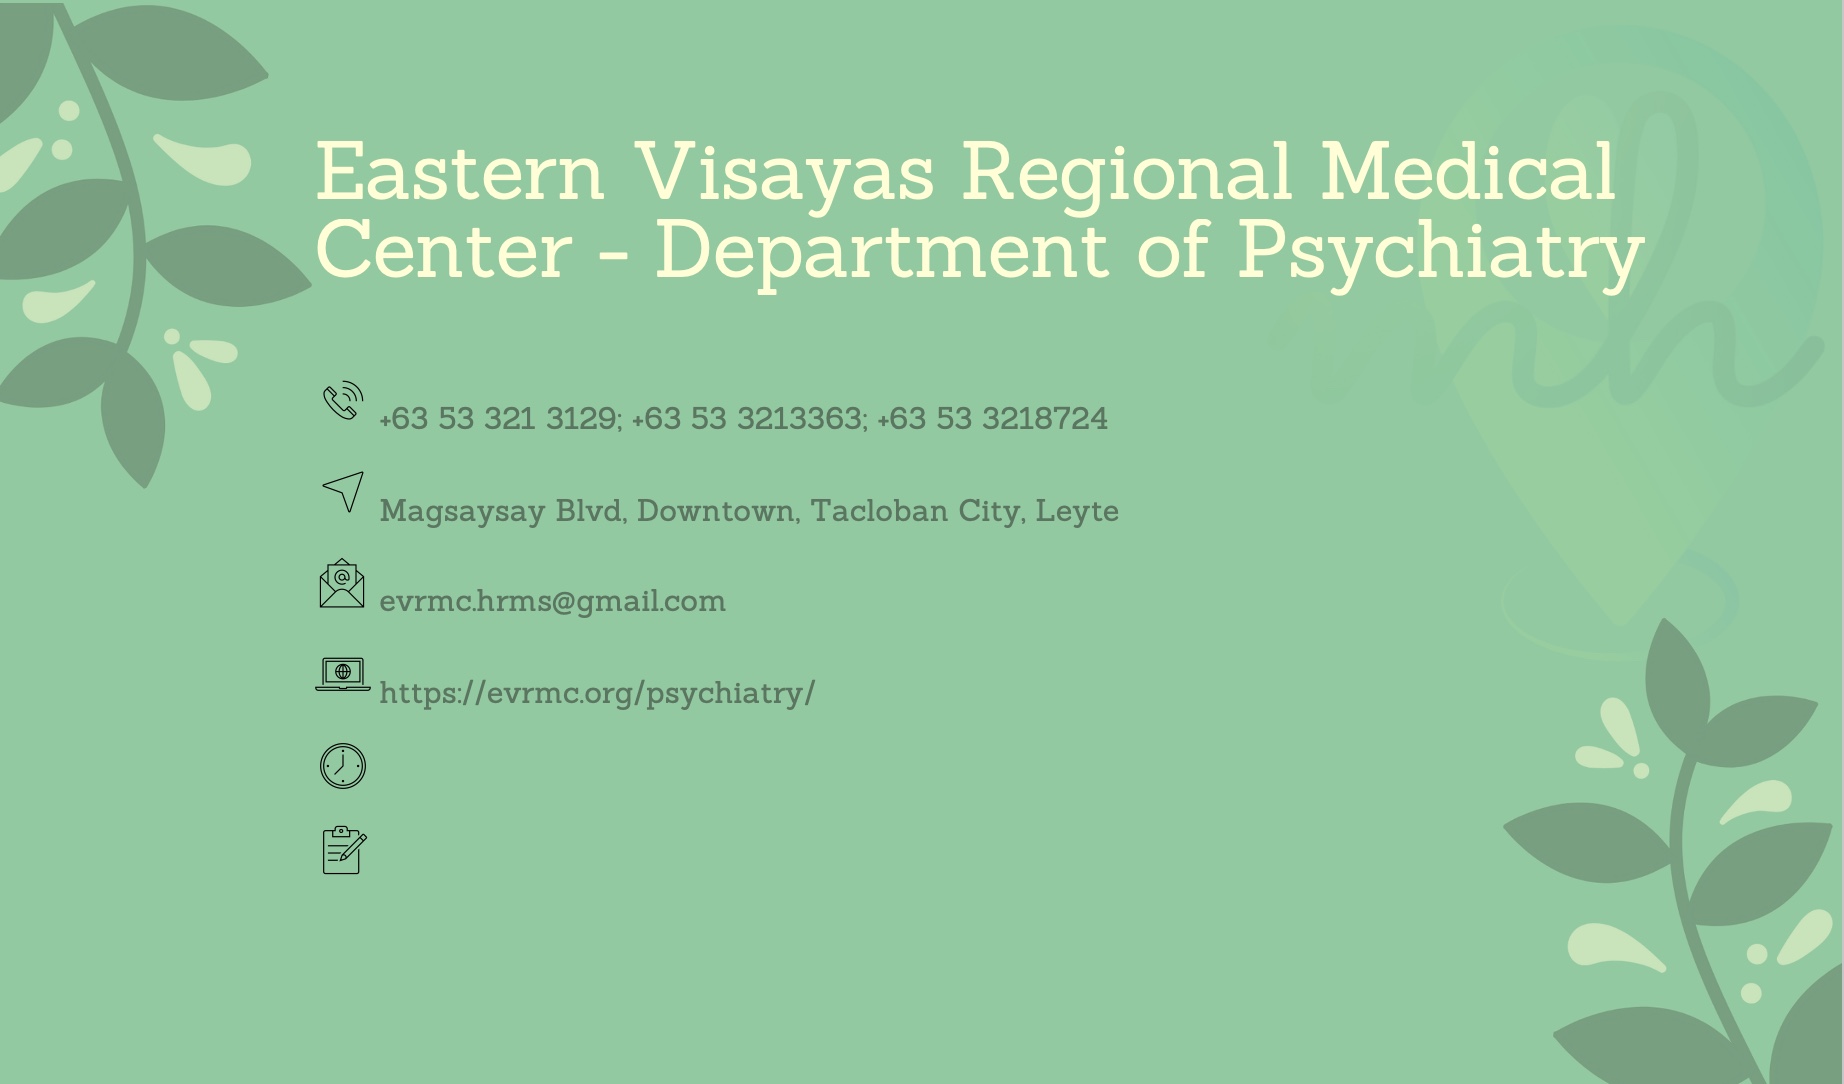 Eastern Visayas Regional Medical
Center - Department of Psychiatry
+63 53 321 3129; +63 53 3213363; +63 53 3218724
Magsaysay Blvd, Downtown, Tacloban City, Leyte
evrmc.hrms@gmail.com
https://evrmc.org/psychiatry/